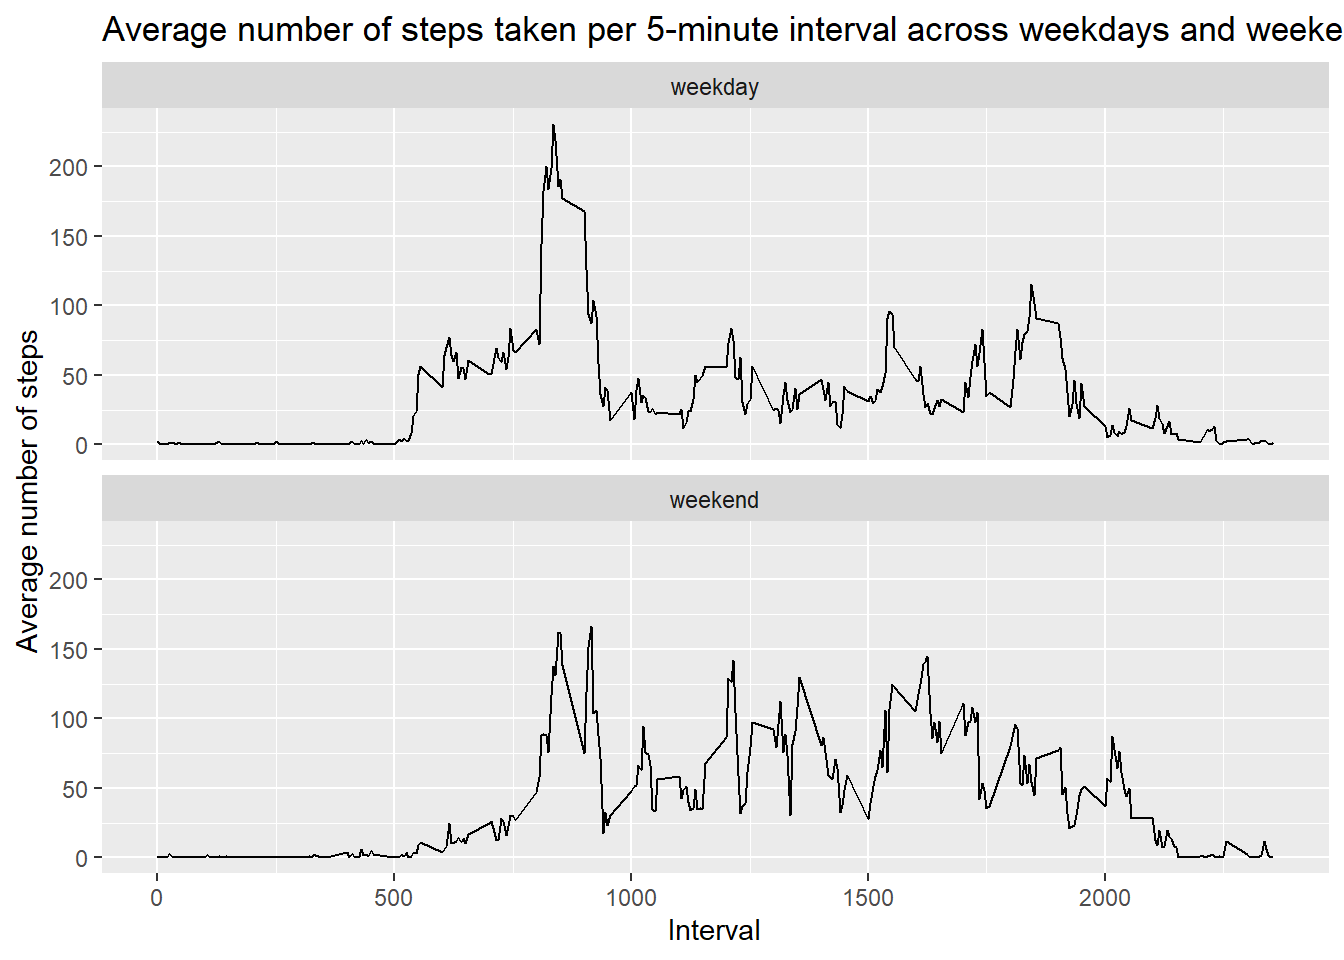 Average number of steps taken per 5-minute interval across weekdays and weeke
weekday
200
150
100
50
0
weekend
200
150
100
50
0
0 500 1000 1500 2000
Interval
Average number of steps